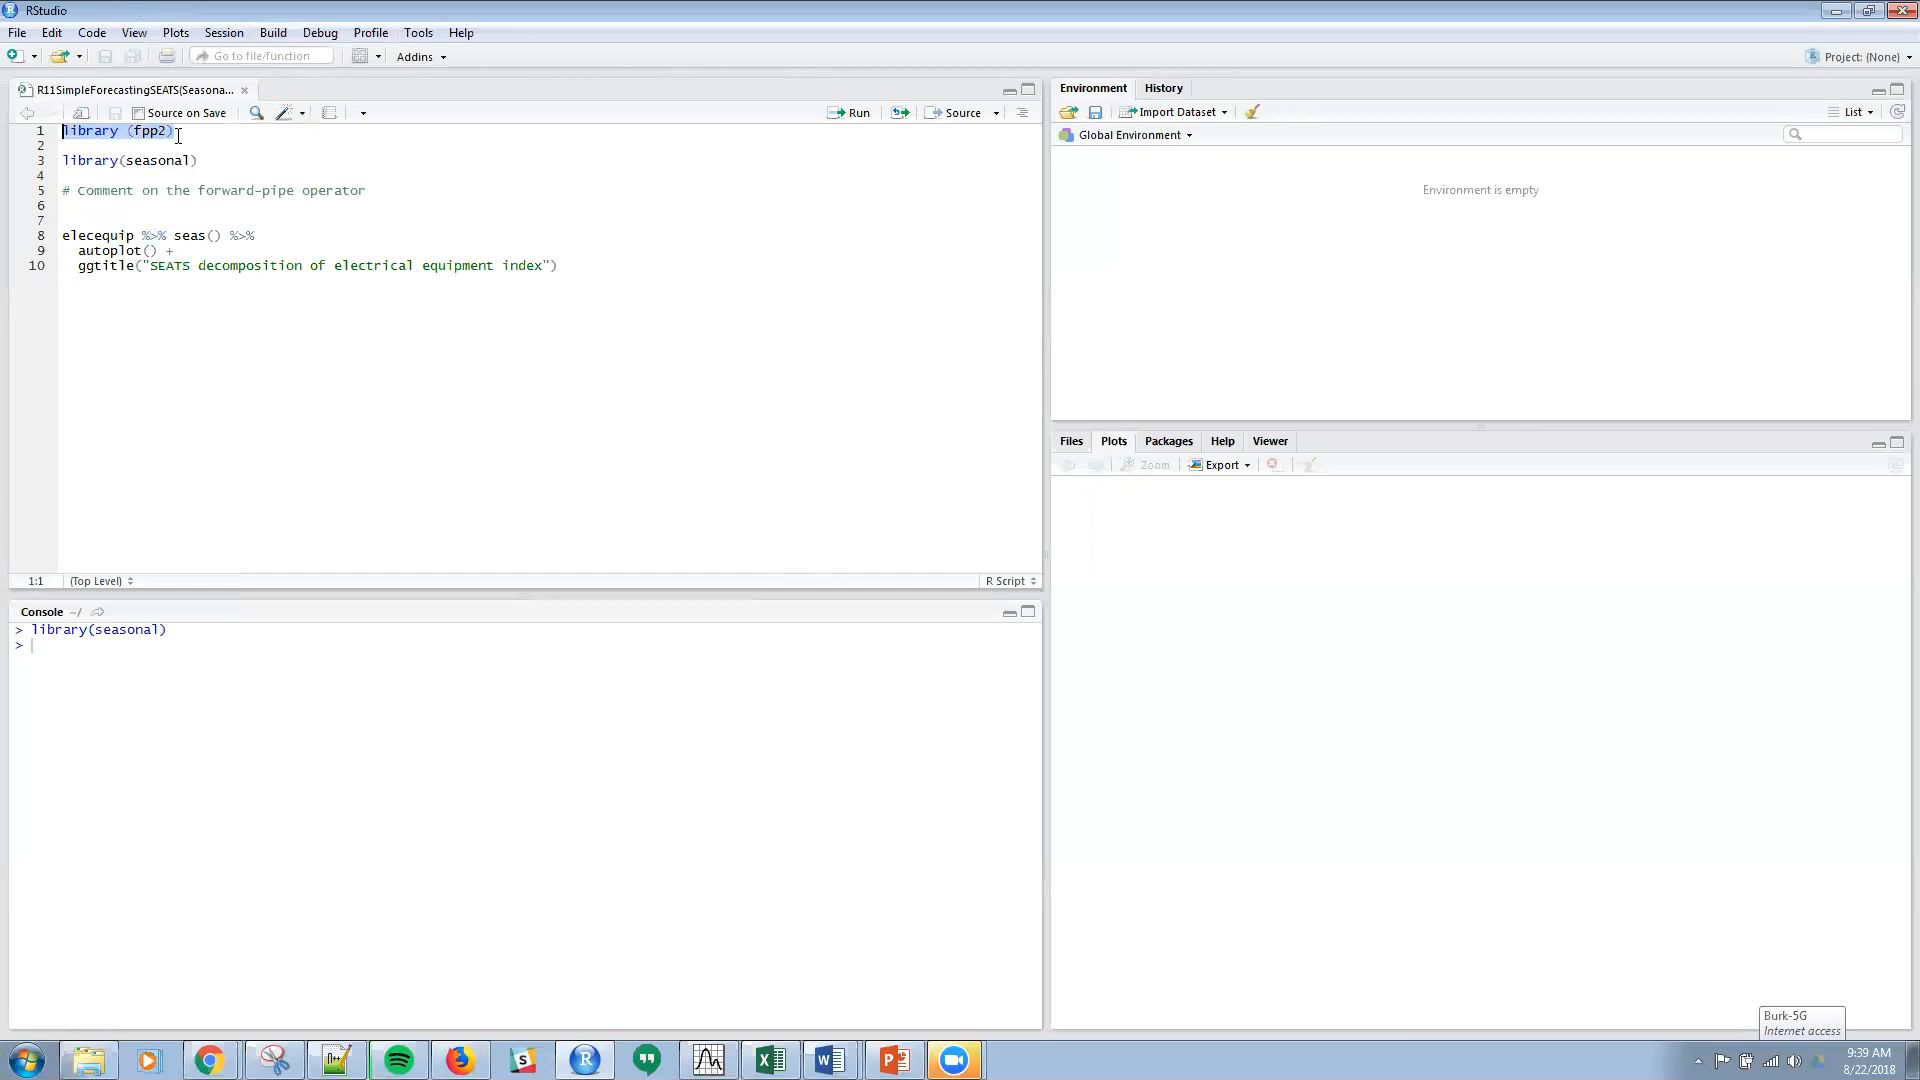 RStudio
File Edit Code View Plots Session Build Debug Profile Tools Help
Go to file/function Addins Project: (None)
R11SimpleForecastingSEATS(Seasona...
Source on Save Run Source
1 library (fpp2)
2
3 library(seasonal)
4
5 # Comment on the forward-pipe operator
6
7
8 elecequip %>% seas() %>%
9 autoplot() +
10 ggtitle("SEATS decomposition of electrical equipment index")
1:1 (Top Level) R Script
Console ~/
> library(seasonal)
>
Environment History
Import Dataset List
Global Environment
Environment is empty
Files Plots Packages Help Viewer
Zoom Export
Burk-5G
Internet access
9:39 AM
8/22/2018